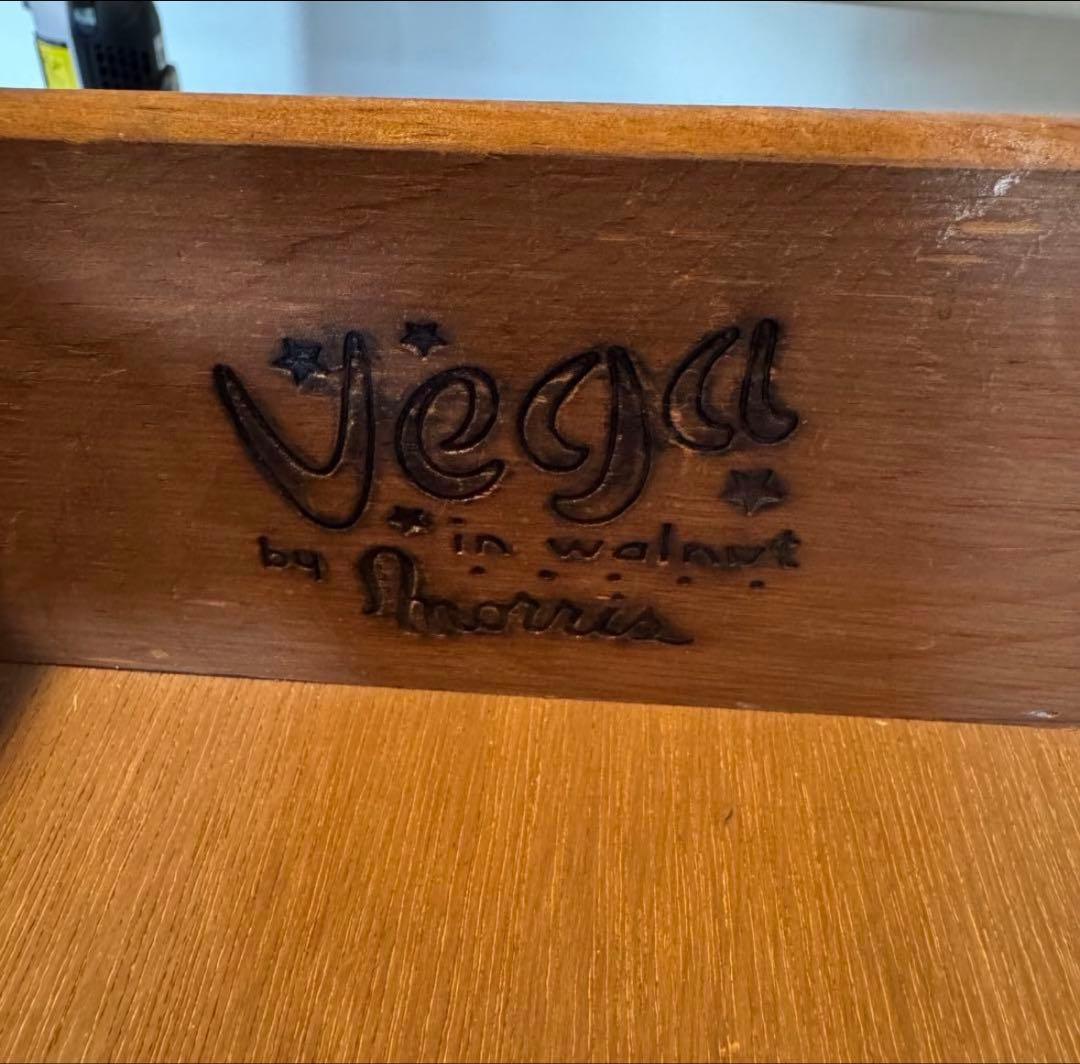 Vega
in walnut
by Morris